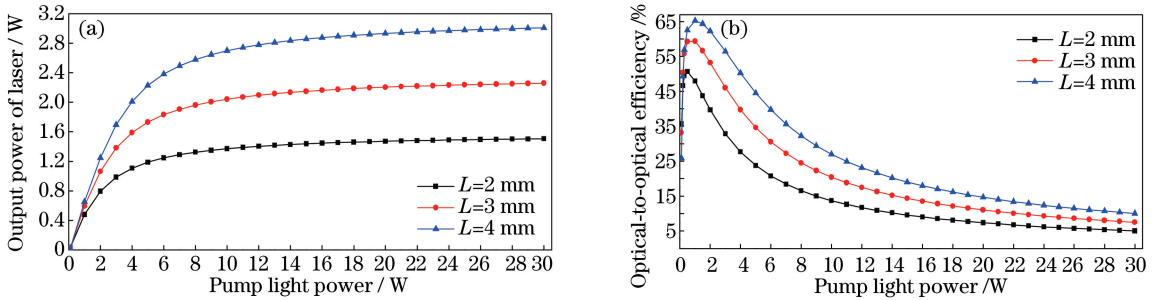 (a)
Output power of laser / W
3.2
2.8
2.4
2.0
1.6
1.2
0.8
0.4
0
0 2 4 6 8 10 12 14 16 18 20 22 24 26 28 30
Pump light power / W
L=2 mm
L=3 mm
L=4 mm
(b)
Optical-to-optical efficiency /%
65
55
45
35
25
15
5
0 2 4 6 8 10 12 14 16 18 20 22 24 26 28 30
Pump light power /W
L=2 mm
L=3 mm
L=4 mm